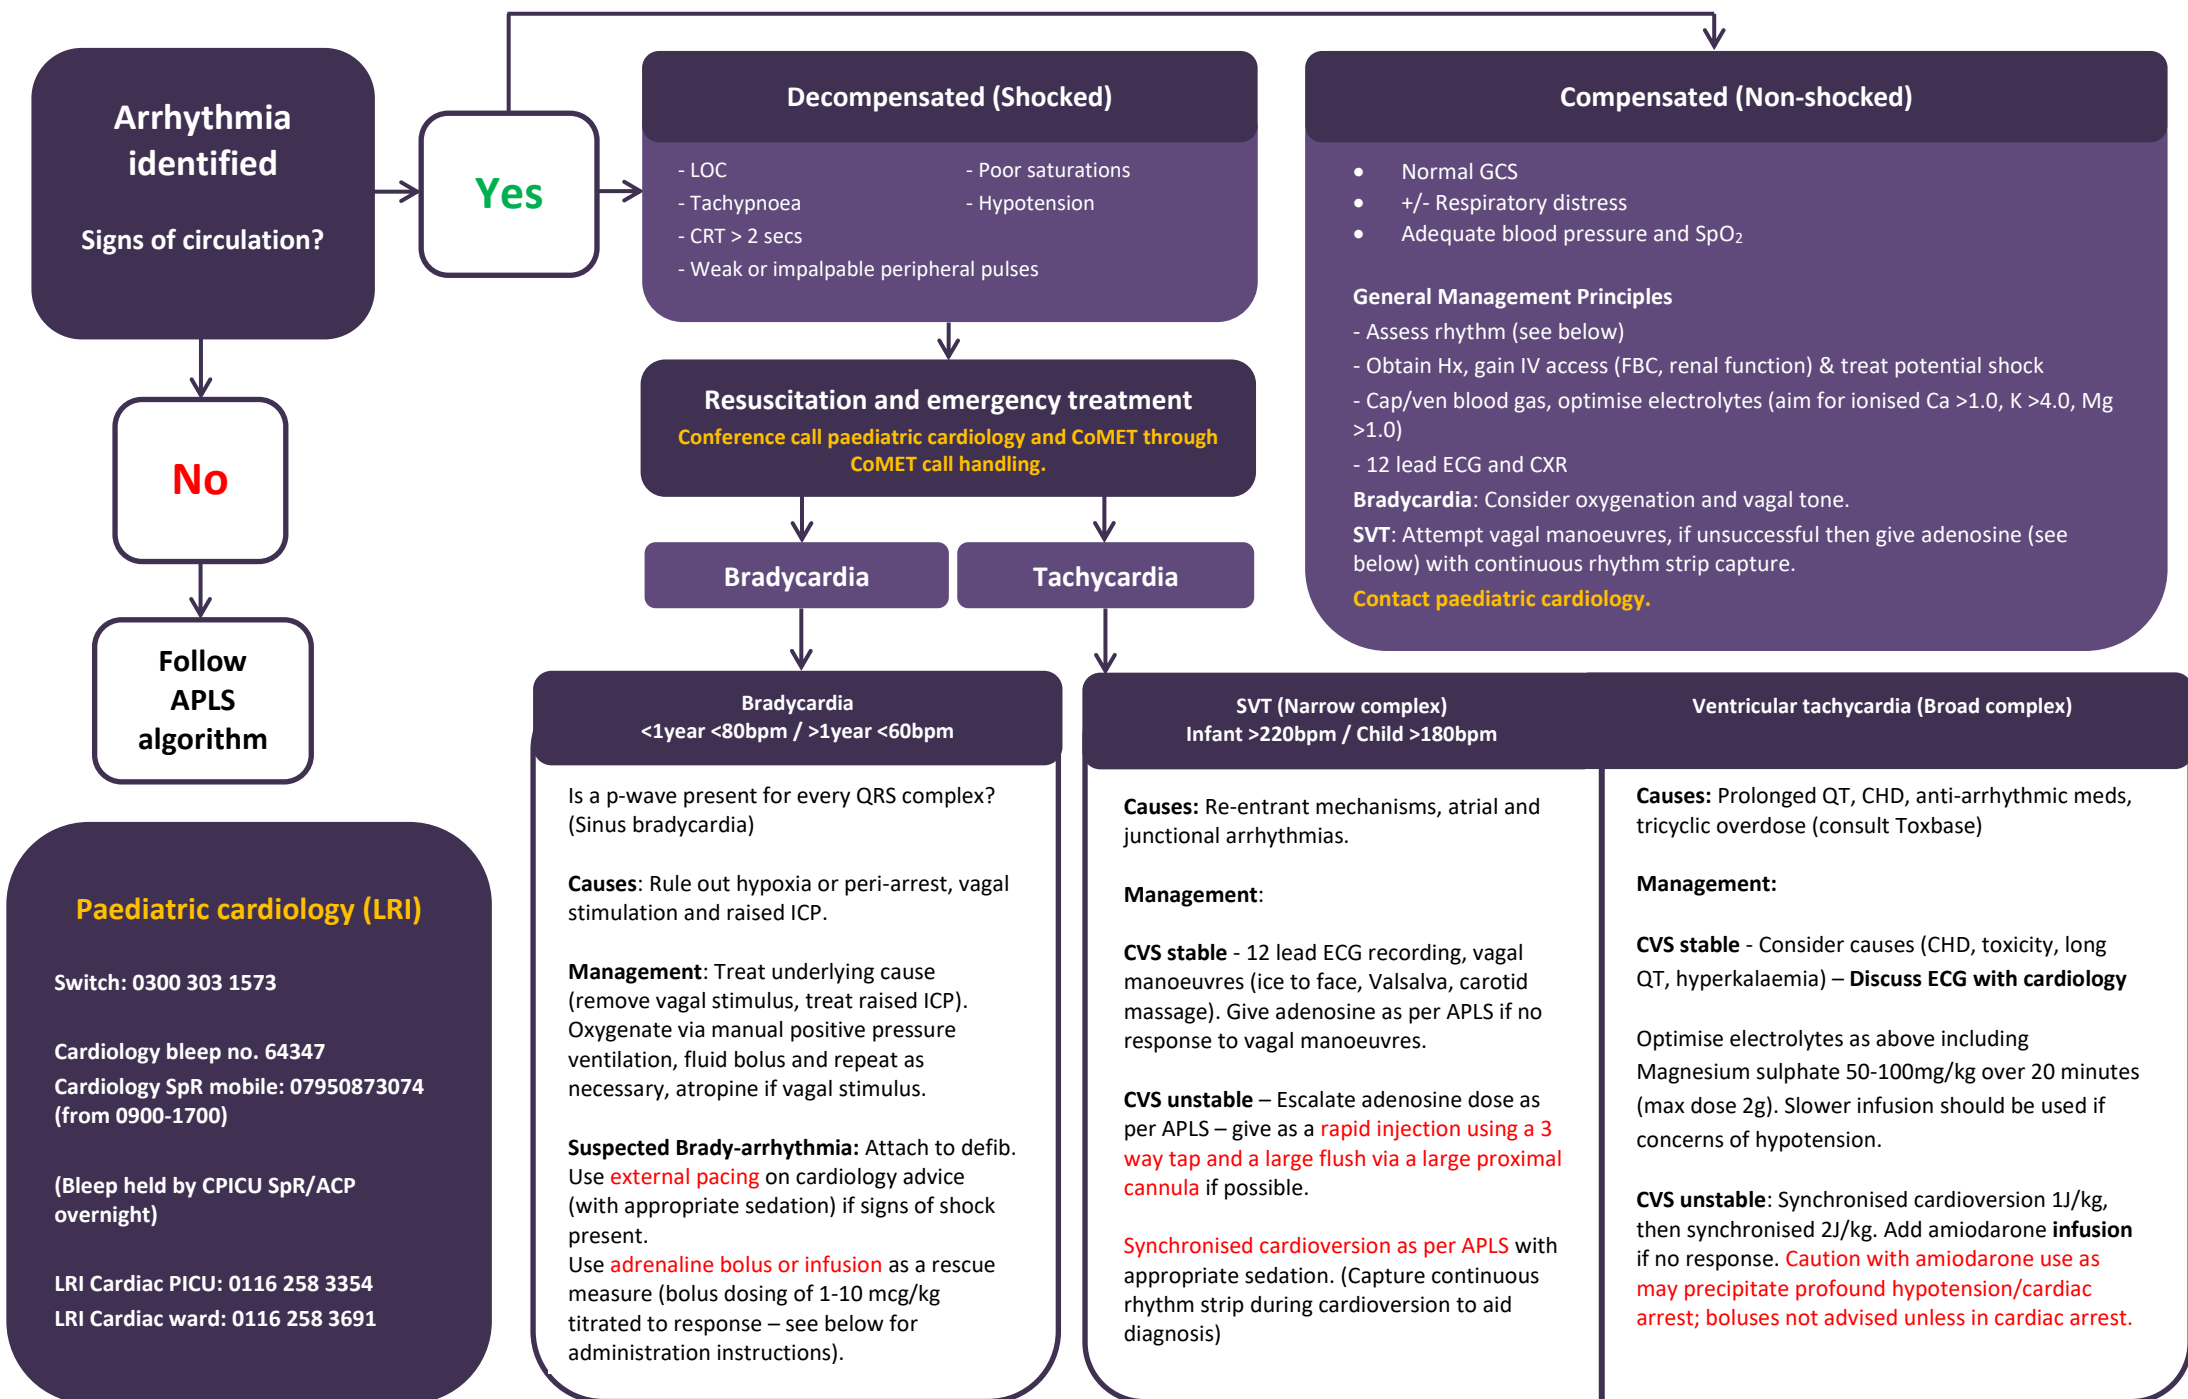 Arrhythmia
identified
Signs of circulation?
Yes
No
Follow
APLS
algorithm
Decompensated (Shocked)
- LOC
- Poor saturations
- Tachypnoea
- Hypotension
- CRT > 2 secs
- Weak or impalpable peripheral pulses
Resuscitation and emergency treatment
Conference call paediatric cardiology and CoMET through
CoMET call handling.
Bradycardia
Tachycardia
Compensated (Non-shocked)
• Normal GCS
• +/- Respiratory distress
• Adequate blood pressure and SpO₂
General Management Principles
- Assess rhythm (see below)
- Obtain Hx, gain IV access (FBC, renal function) & treat potential shock
- Cap/ven blood gas, optimise electrolytes (aim for ionised Ca >1.0, K >4.0, Mg
>1.0)
- 12 lead ECG and CXR
Bradycardia: Consider oxygenation and vagal tone.
SVT: Attempt vagal manoeuvres, if unsuccessful then give adenosine (see
below) with continuous rhythm strip capture.
Contact paediatric cardiology.
Paediatric cardiology (LRI)
Switch: 0300 303 1573
Cardiology bleep no. 64347
Cardiology SpR mobile: 07950873074
(from 0900-1700)
(Bleep held by CPICU SpR/ACP
overnight)
LRI Cardiac PICU: 0116 258 3354
LRI Cardiac ward: 0116 258 3691
Bradycardia
<1year <80bpm / >1year <60bpm
Is a p-wave present for every QRS complex?
(Sinus bradycardia)
Causes: Rule out hypoxia or peri-arrest, vagal
stimulation and raised ICP.
Management: Treat underlying cause
(remove vagal stimulus, treat raised ICP).
Oxygenate via manual positive pressure
ventilation, fluid bolus and repeat as
necessary, atropine if vagal stimulus.
Suspected Brady-arrhythmia: Attach to defib.
Use external pacing on cardiology advice
(with appropriate sedation) if signs of shock
present.
Use adrenaline bolus or infusion as a rescue
measure (bolus dosing of 1-10 mcg/kg
titrated to response – see below for
administration instructions).
SVT (Narrow complex)
Infant >220bpm / Child >180bpm
Causes: Re-entrant mechanisms, atrial and
junctional arrhythmias.
Management:
CVS stable - 12 lead ECG recording, vagal
manoeuvres (ice to face, Valsalva, carotid
massage). Give adenosine as per APLS if no
response to vagal manoeuvres.
CVS unstable – Escalate adenosine dose as
per APLS – give as a rapid injection using a 3
way tap and a large flush via a large proximal
cannula if possible.
Synchronised cardioversion as per APLS with
appropriate sedation. (Capture continuous
rhythm strip during cardioversion to aid
diagnosis)
Ventricular tachycardia (Broad complex)
Causes: Prolonged QT, CHD, anti-arrhythmic meds,
tricyclic overdose (consult Toxbase)
Management:
CVS stable - Consider causes (CHD, toxicity, long
QT, hyperkalaemia) – Discuss ECG with cardiology
Optimise electrolytes as above including
Magnesium sulphate 50-100mg/kg over 20 minutes
(max dose 2g). Slower infusion should be used if
concerns of hypotension.
CVS unstable: Synchronised cardioversion 1J/kg,
then synchronised 2J/kg. Add amiodarone infusion
if no response. Caution with amiodarone use as
may precipitate profound hypotension/cardiac
arrest; boluses not advised unless in cardiac arrest.